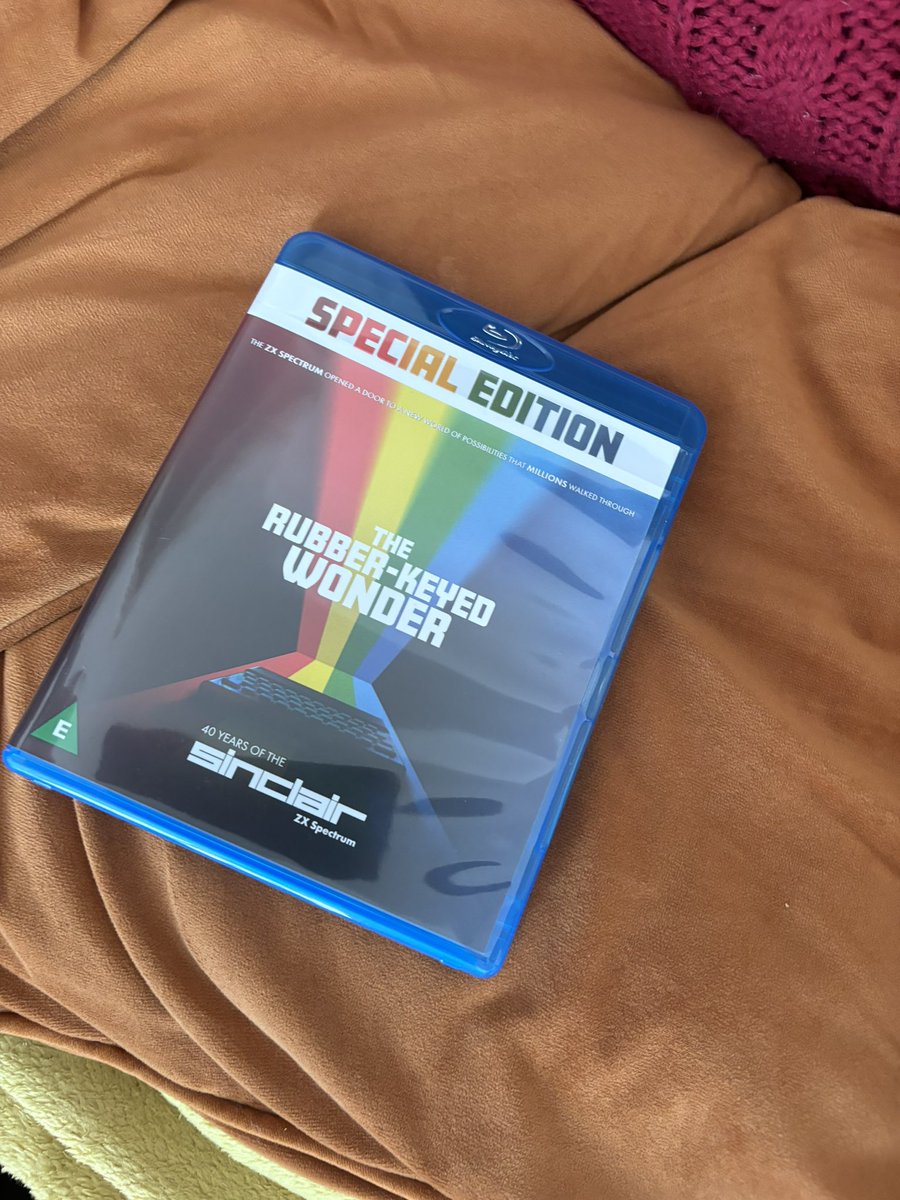 SPECIAL EDITION
THE ZX SPECTRUM OPENED A DOOR TO A NEW WORLD OF POSSIBILITIES THAT MILLIONS WALKED THROUGH
THE
RUBBER-KEYED
WONDER
E
40 YEARS OF THE
sinclair
ZX Spectrum